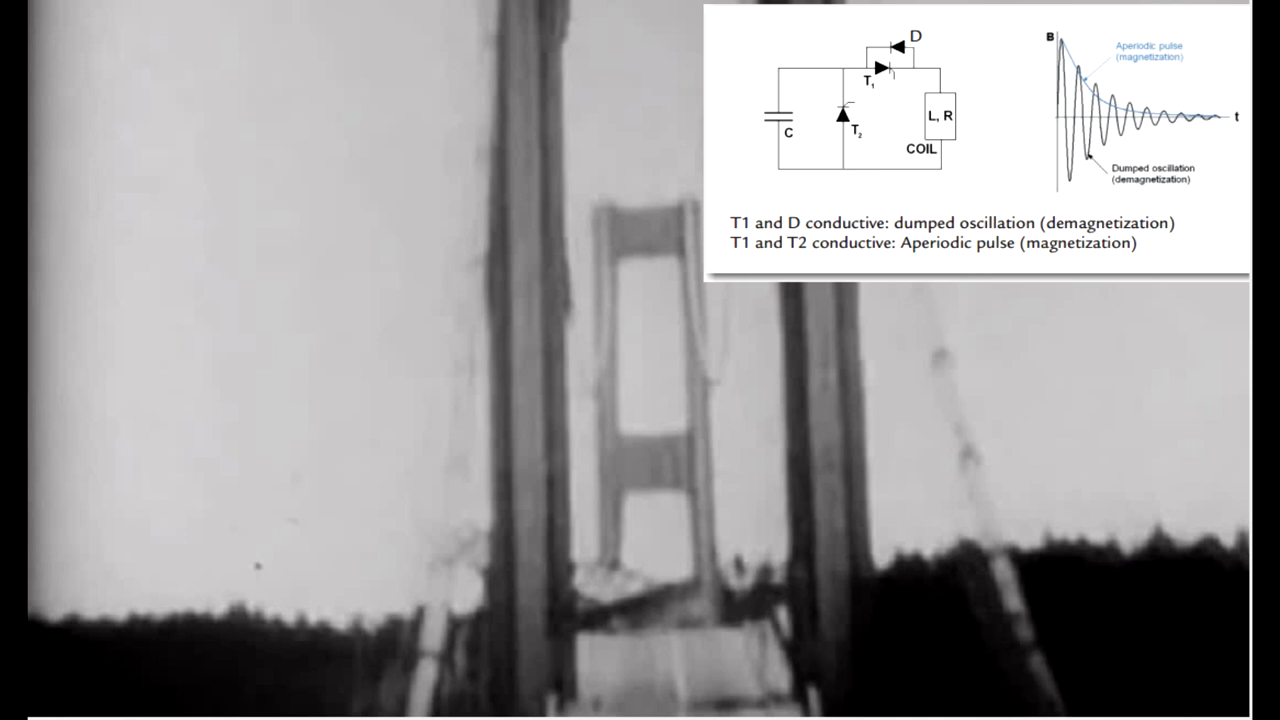 D
T1
C
T2
L, R
COIL
B
Aperiodic pulse
(magnetization)
t
Dumped oscillation
(demagnetization)
T1 and D conductive: dumped oscillation (demagnetization)
T1 and T2 conductive: Aperiodic pulse (magnetization)